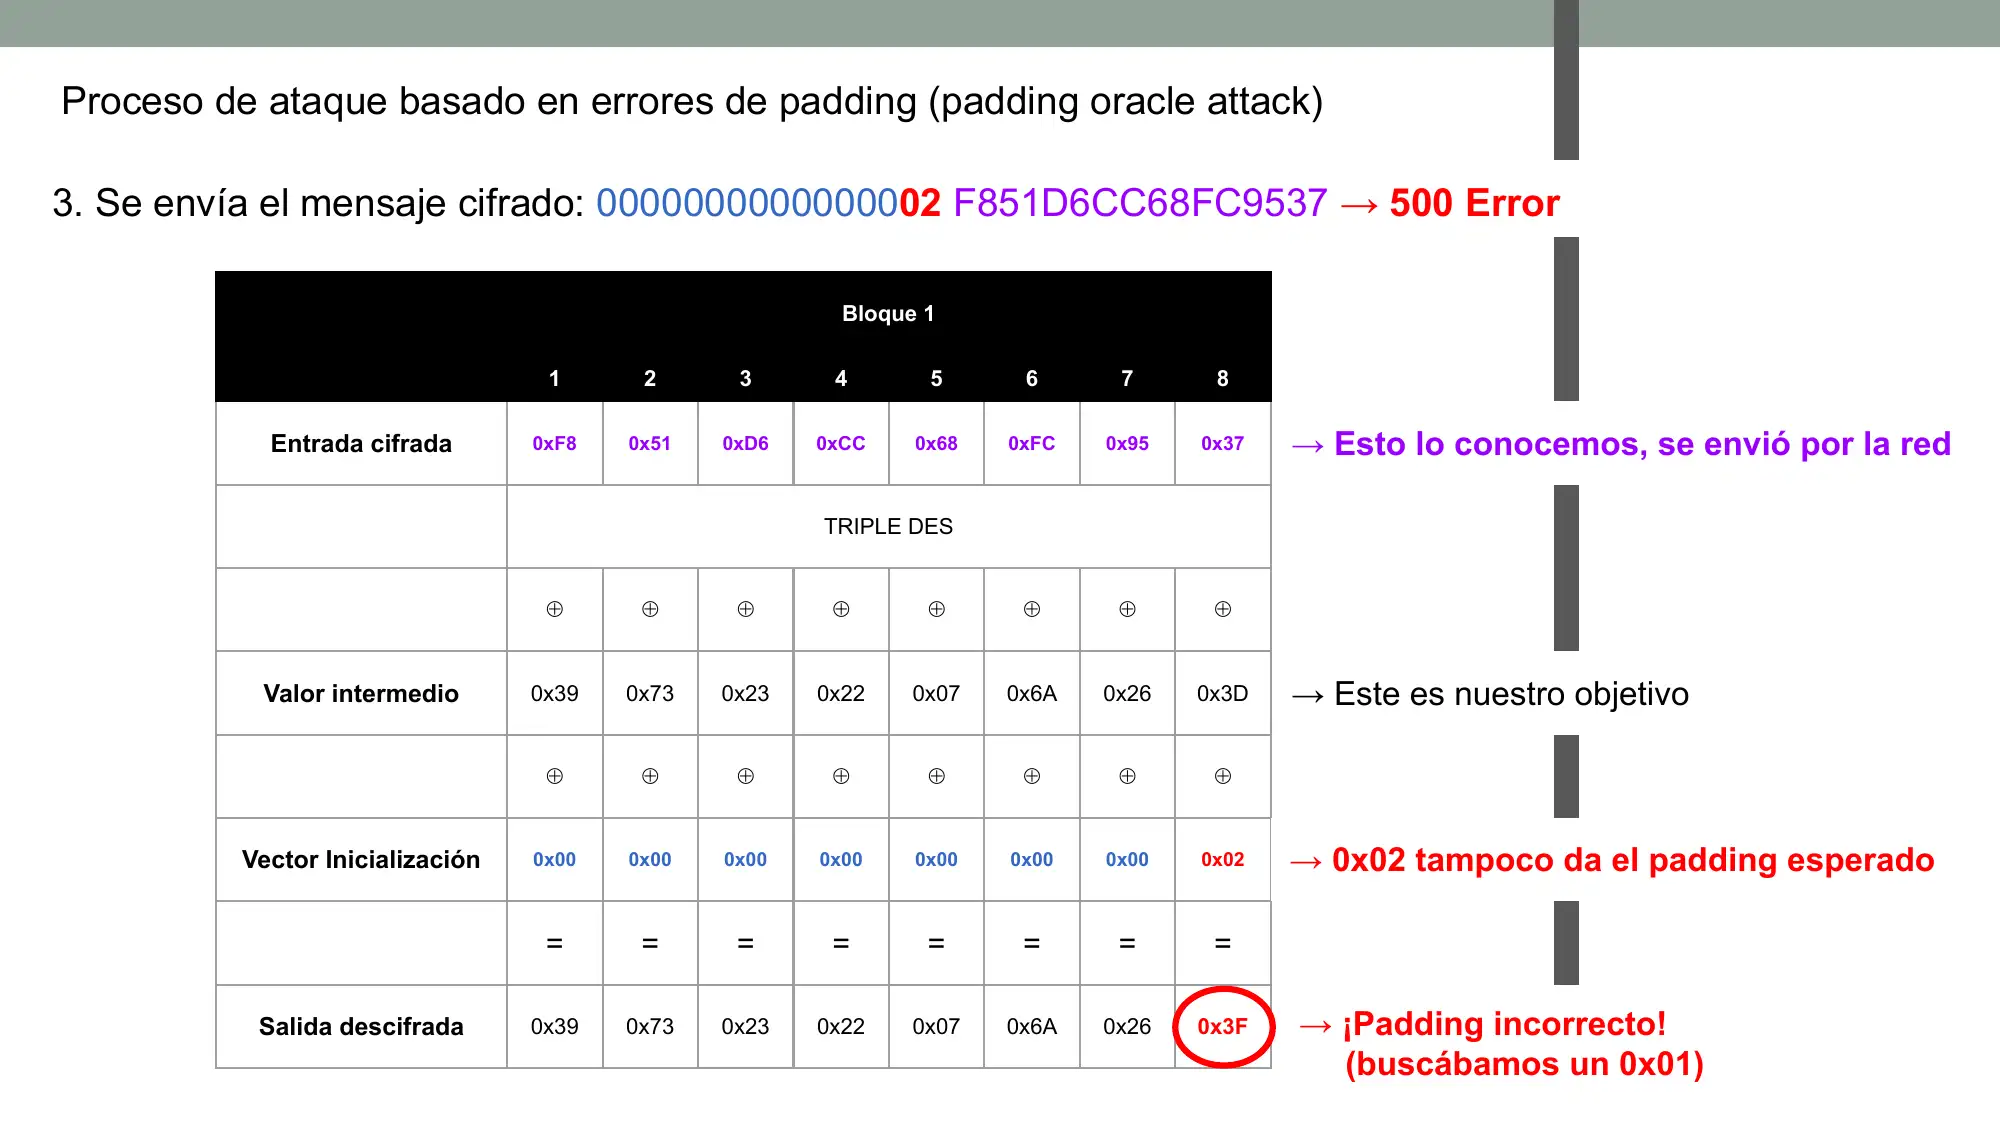 Proceso de ataque basado en errores de padding (padding oracle attack)
3. Se envía el mensaje cifrado: 0000000000000002 F851D6CC68FC9537 → 500 Error
Bloque 1
1 2 3 4 5 6 7 8
Entrada cifrada 0xF8 0x51 0xD6 0xCC 0x68 0xFC 0x95 0x37 → Esto lo conocemos, se envió por la red
TRIPLE DES
⊕ ⊕ ⊕ ⊕ ⊕ ⊕ ⊕ ⊕
Valor intermedio 0x39 0x73 0x23 0x22 0x07 0x6A 0x26 0x3D → Este es nuestro objetivo
⊕ ⊕ ⊕ ⊕ ⊕ ⊕ ⊕ ⊕
Vector Inicialización 0x00 0x00 0x00 0x00 0x00 0x00 0x00 0x02 → 0x02 tampoco da el padding esperado
= = = = = = = =
Salida descifrada 0x39 0x73 0x23 0x22 0x07 0x6A 0x26 0x3F → ¡Padding incorrecto!
(buscábamos un 0x01)